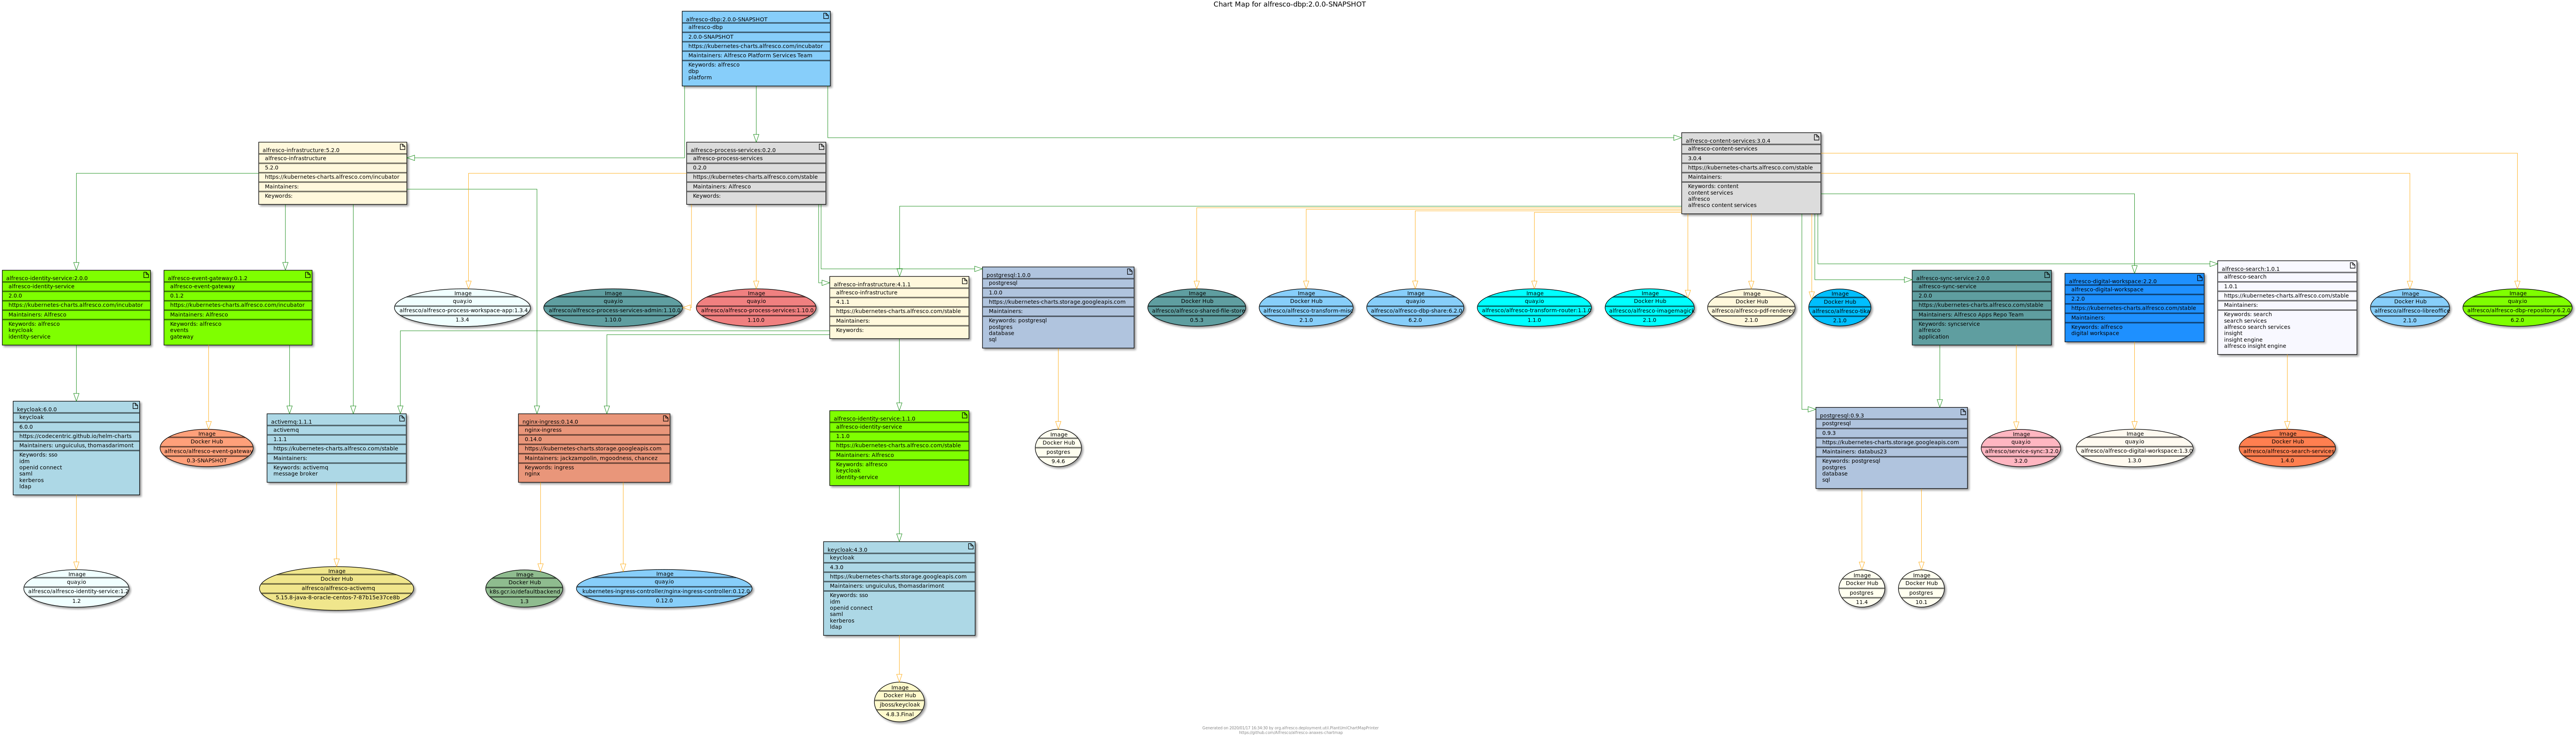 Chart Map for alfresco-dbp:2.0.0-SNAPSHOT
alfresco-dbp:2.0.0-SNAPSHOT
alfresco-dbp
2.0.0-SNAPSHOT
https://kubernetes-charts.alfresco.com/incubator
Maintainers: Alfresco Platform Services Team
Keywords: alfresco
dbp
platform
alfresco-infrastructure:5.2.0
alfresco-infrastructure
5.2.0
https://kubernetes-charts.alfresco.com/incubator
Maintainers:
Keywords:
alfresco-process-services:0.2.0
alfresco-process-services
0.2.0
https://kubernetes-charts.alfresco.com/stable
Maintainers: Alfresco
Keywords:
alfresco-content-services:3.0.4
alfresco-content-services
3.0.4
https://kubernetes-charts.alfresco.com/stable
Maintainers:
Keywords: content
content services
alfresco
alfresco content services
alfresco-identity-service:2.0.0
alfresco-identity-service
2.0.0
https://kubernetes-charts.alfresco.com/incubator
Maintainers: Alfresco
Keywords: alfresco
keycloak
identity-service
alfresco-event-gateway:0.1.2
alfresco-event-gateway
0.1.2
https://kubernetes-charts.alfresco.com/incubator
Maintainers: Alfresco
Keywords: alfresco
events
gateway
Image
quay.io
alfresco/alfresco-process-workspace-app:1.3.4
1.3.4
Image
quay.io
alfresco/alfresco-process-services-admin:1.10.0
1.10.0
Image
quay.io
alfresco/alfresco-process-services:1.10.0
1.10.0
alfresco-infrastructure:4.1.1
alfresco-infrastructure
4.1.1
https://kubernetes-charts.alfresco.com/stable
Maintainers:
Keywords:
postgresql:1.0.0
postgresql
1.0.0
https://kubernetes-charts.storage.googleapis.com
Maintainers:
Keywords: postgresql
postgres
database
sql
Image
Docker Hub
alfresco/alfresco-shared-file-store
0.5.3
Image
Docker Hub
alfresco/alfresco-transform-misc
2.1.0
Image
quay.io
alfresco/alfresco-dbp-share:6.2.0
6.2.0
Image
quay.io
alfresco/alfresco-transform-router:1.1.0
1.1.0
Image
Docker Hub
alfresco/alfresco-imagemagick
2.1.0
Image
Docker Hub
alfresco/alfresco-pdf-renderer
2.1.0
Image
Docker Hub
alfresco/alfresco-tika
2.1.0
alfresco-sync-service:2.0.0
alfresco-sync-service
2.0.0
https://kubernetes-charts.alfresco.com/stable
Maintainers: Alfresco Apps Repo Team
Keywords: syncservice
alfresco
application
alfresco-digital-workspace:2.2.0
alfresco-digital-workspace
2.2.0
https://kubernetes-charts.alfresco.com/stable
Maintainers:
Keywords: alfresco
digital workspace
alfresco-search:1.0.1
alfresco-search
1.0.1
https://kubernetes-charts.alfresco.com/stable
Maintainers:
Keywords: search
search services
alfresco search services
insight
insight engine
alfresco insight engine
Image
Docker Hub
alfresco/alfresco-libreoffice
2.1.0
Image
quay.io
alfresco/alfresco-dbp-repository:6.2.0
6.2.0
keycloak:6.0.0
keycloak
6.0.0
https://codecentric.github.io/helm-charts
Maintainers: unguiculus, thomasdarimont
Keywords: sso
idm
openid connect
saml
kerberos
ldap
Image
Docker Hub
alfresco/alfresco-event-gateway
0.3-SNAPSHOT
activemq:1.1.1
activemq
1.1.1
https://kubernetes-charts.alfresco.com/stable
Maintainers:
Keywords: activemq
message broker
nginx-ingress:0.14.0
nginx-ingress
0.14.0
https://kubernetes-charts.storage.googleapis.com
Maintainers: jackzampolin, mgoodness, chancez
Keywords: ingress
nginx
alfresco-identity-service:1.1.0
alfresco-identity-service
1.1.0
https://kubernetes-charts.alfresco.com/stable
Maintainers: Alfresco
Keywords: alfresco
keycloak
identity-service
Image
Docker Hub
postgres
9.4.6
postgresql:0.9.3
postgresql
0.9.3
https://kubernetes-charts.storage.googleapis.com
Maintainers: databus23
Keywords: postgresql
postgres
database
sql
Image
quay.io
alfresco/service-sync:3.2.0
3.2.0
Image
quay.io
alfresco/alfresco-digital-workspace:1.3.0
1.3.0
Image
Docker Hub
alfresco/alfresco-search-services
1.4.0
Image
quay.io
alfresco/alfresco-identity-service:1.2
1.2
Image
Docker Hub
alfresco/alfresco-activemq
5.15.8-java-8-oracle-centos-7-87b15e37ce8b
Image
Docker Hub
k8s.gcr.io/defaultbackend
1.3
Image
quay.io
kubernetes-ingress-controller/nginx-ingress-controller:0.12.0
0.12.0
keycloak:4.3.0
keycloak
4.3.0
https://kubernetes-charts.storage.googleapis.com
Maintainers: unguiculus, thomasdarimont
Keywords: sso
idm
openid connect
saml
kerberos
ldap
Image
Docker Hub
postgres
11.4
Image
Docker Hub
postgres
10.1
Image
Docker Hub
jboss/keycloak
4.8.3.Final
Generated on 2020/01/17 16:34:30 by org.alfresco.deployment.util.PlantUmlChartMapPrinter
https://github.com/Alfresco/alfresco-anaxes-chartmap